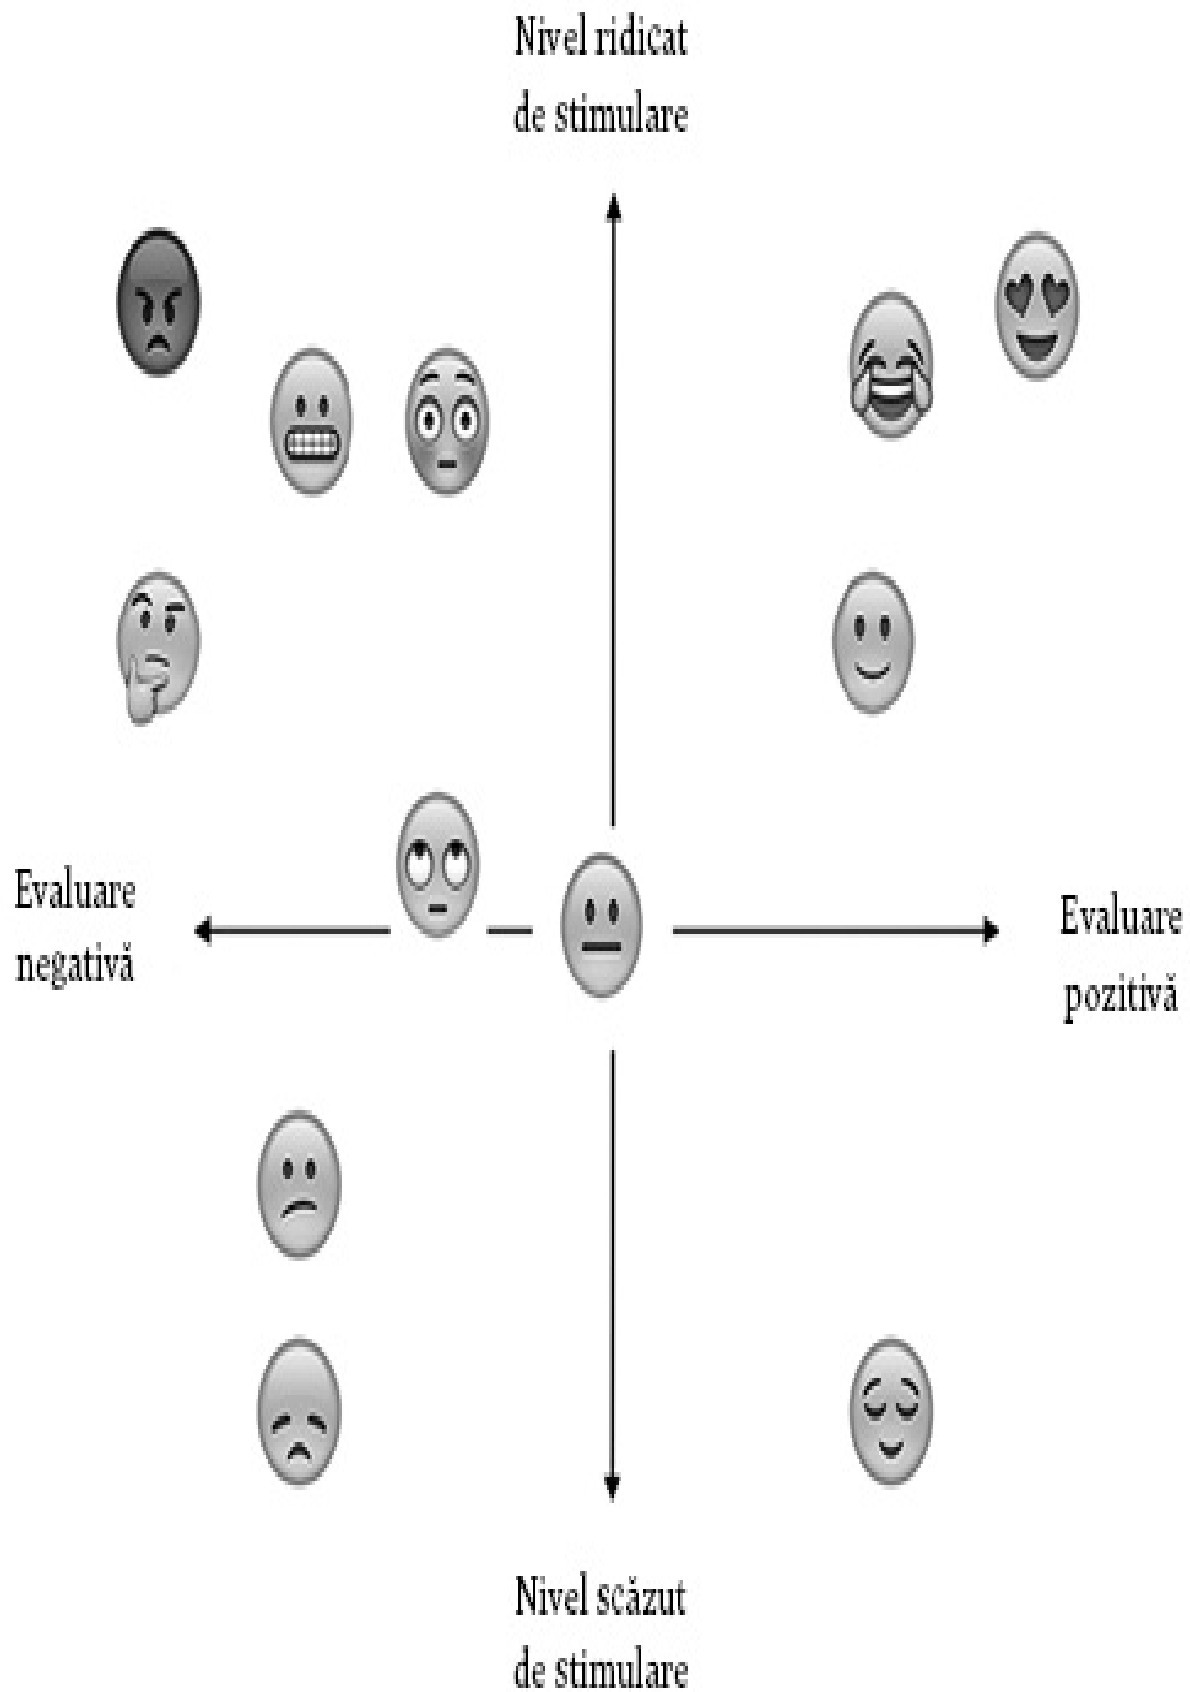 Nivel ridicat
de stimulare
Evaluare
negativă
Evaluare
pozitivă
Nivel scăzut
de stimulare